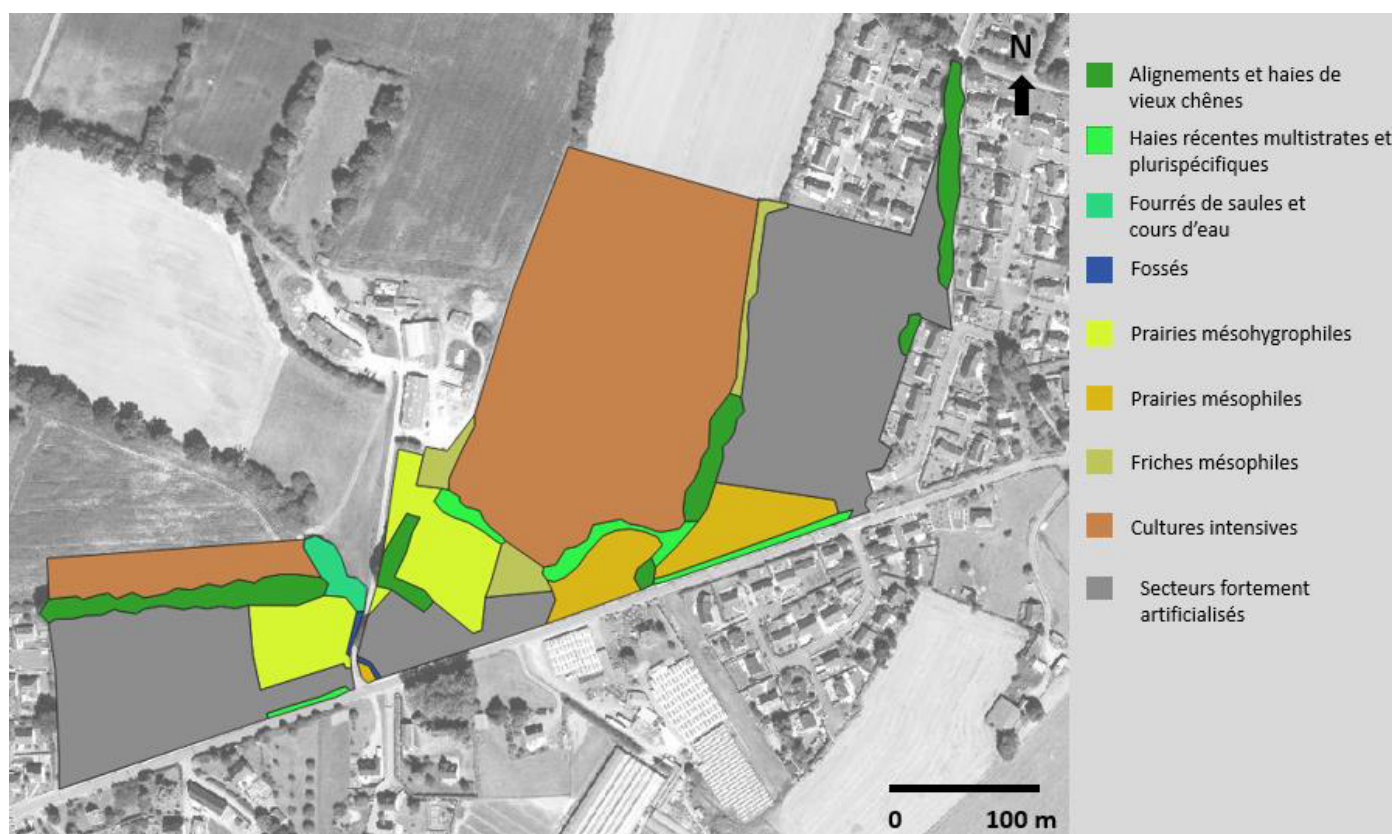 N
Alignements et haies de
vieux chênes
Haies récentes multistrates et
plurispécifiques
Fourrés de saules et
cours d'eau
Fossés
Prairies mésohygrophiles
Prairies mésophiles
Friches mésophiles
Cultures intensives
Secteurs fortement
artificialisés
0 100 m